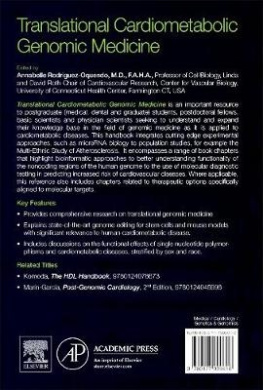 Translational Cardiometabolic
Genomic Medicine
Edited by
Annabelle Rodriguez-Oquendo, M.D., F.A.H.A., Professor of Cell Biology, Linda
and David Roth Chair of Cardiovascular Research, Center for Vascular Biology,
University of Connecticut Health Center, Farmington CT, USA
Translational Cardiometabolic Genomic Medicine is an important resource
to postgraduate (medical, dental and graduate students, postdoctoral fellows,
basic scientists and physician scientists seeking to understand and expand
their knowledge base in the field of genomic medicine as it is applied to
cardiometabolic diseases. This handbook integrates cutting edge experimental
approaches, such as microRNA biology to population studies, for example the
Multi-Ethnic Study of Atherosclerosis. It encompasses a range of book chapters
that highlight bioinformatic approaches to better understanding functionality of
the noncoding regions of the human genome to the use of molecular diagnostic
testing in predicting increased risk of cardiovascular diseases. Where applicable,
this reference also includes chapters related to therapeutic options specifically
aligned to molecular targets.
Key Features
• Provides comprehensive research on translational genomic medicine
• Explains state-of-the-art genome editing for stem cells and mouse models
with significant relevance to human cardiometabolic disease
• Includes discussions on the functional effects of single nucleotide polymor-
phisms and cardiometabolic diseases, stratified by sex and race
Related Titles
• Komoda, The HDL Handbook,
• Marín-García, Post-Genomic Cardiology, 2nd Edition,
Medical / Cardiology /
Genetics & Genomics
ELSEVIER
AP
ACADEMIC PRESS
An imprint of Elsevier